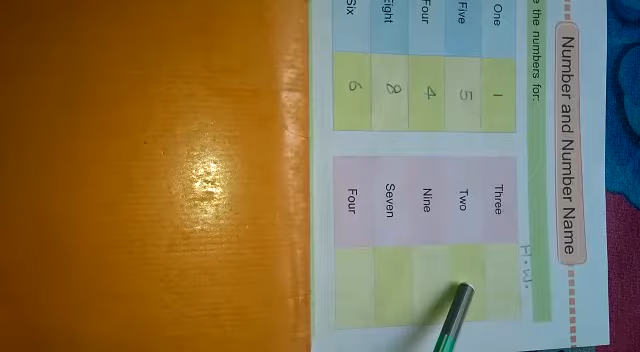 Number and Number Name
the numbers for:
H.W.
One 1
Five 5
Four 4
Eight 8
Six 6
Three
Two
Nine
Seven
Four